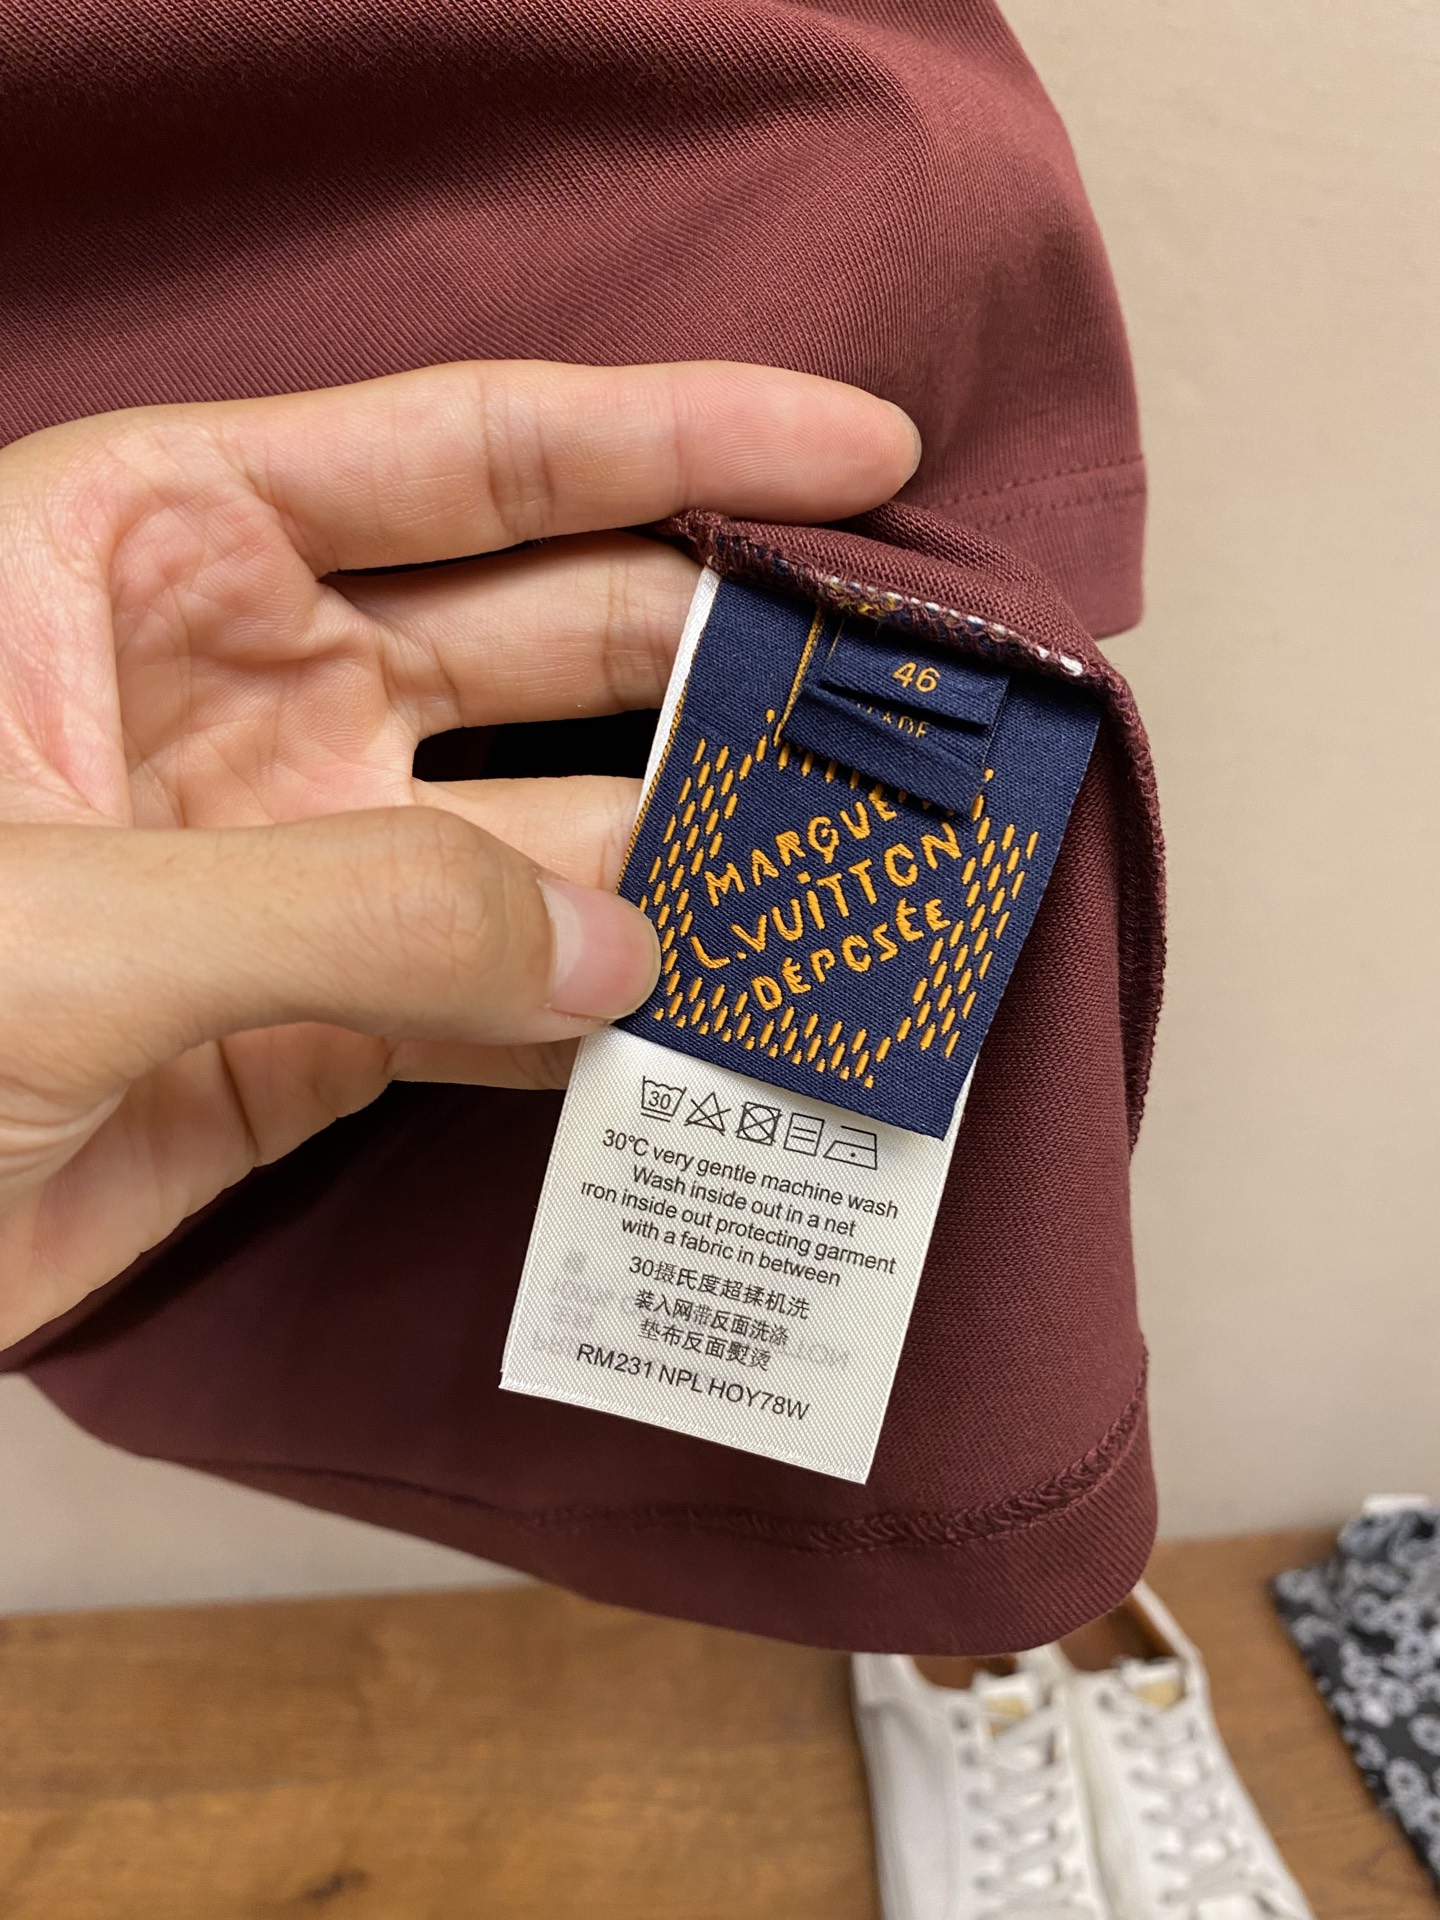 46
MADE
MARQUE
L.VUITTON
DÉPOSÉE
30
30°C very gentle machine wash
Wash inside out in a net
Iron inside out protecting garment
with a fabric in between
30摄氏度超揉机洗
装入网带反面洗涤
垫布反面熨烫
RM231 NPL HOY78W